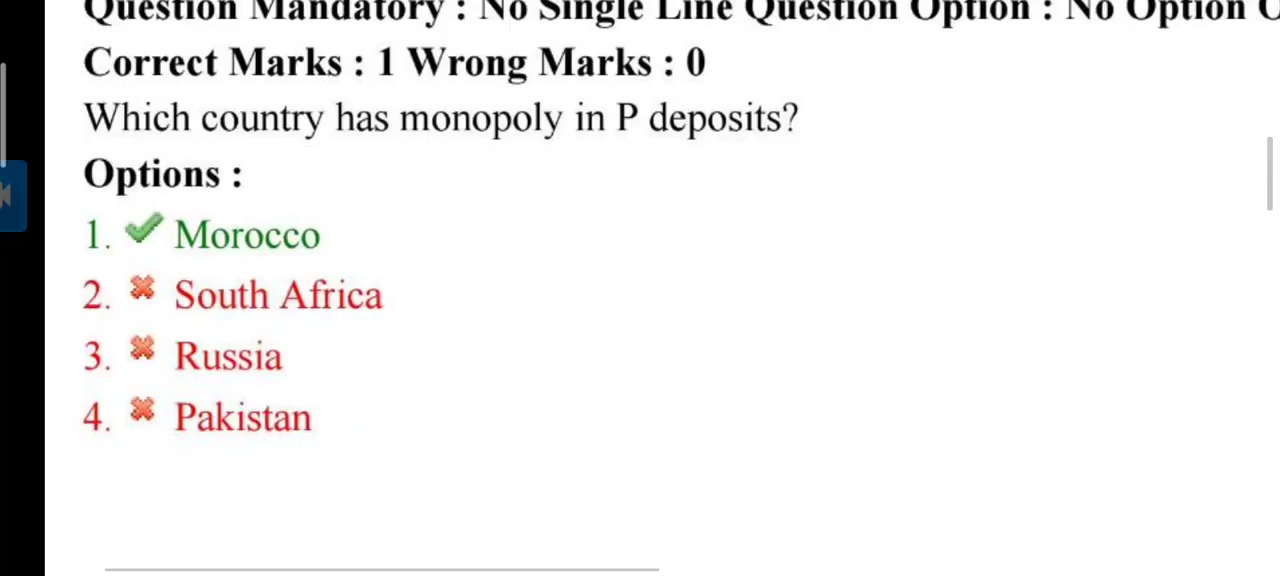 Question Mandatory : No Single Line Question Option : No Option O
Correct Marks : 1 Wrong Marks : 0
Which country has monopoly in P deposits?
Options :
1. ✔ Morocco
2. ✖ South Africa
3. ✖ Russia
4. ✖ Pakistan